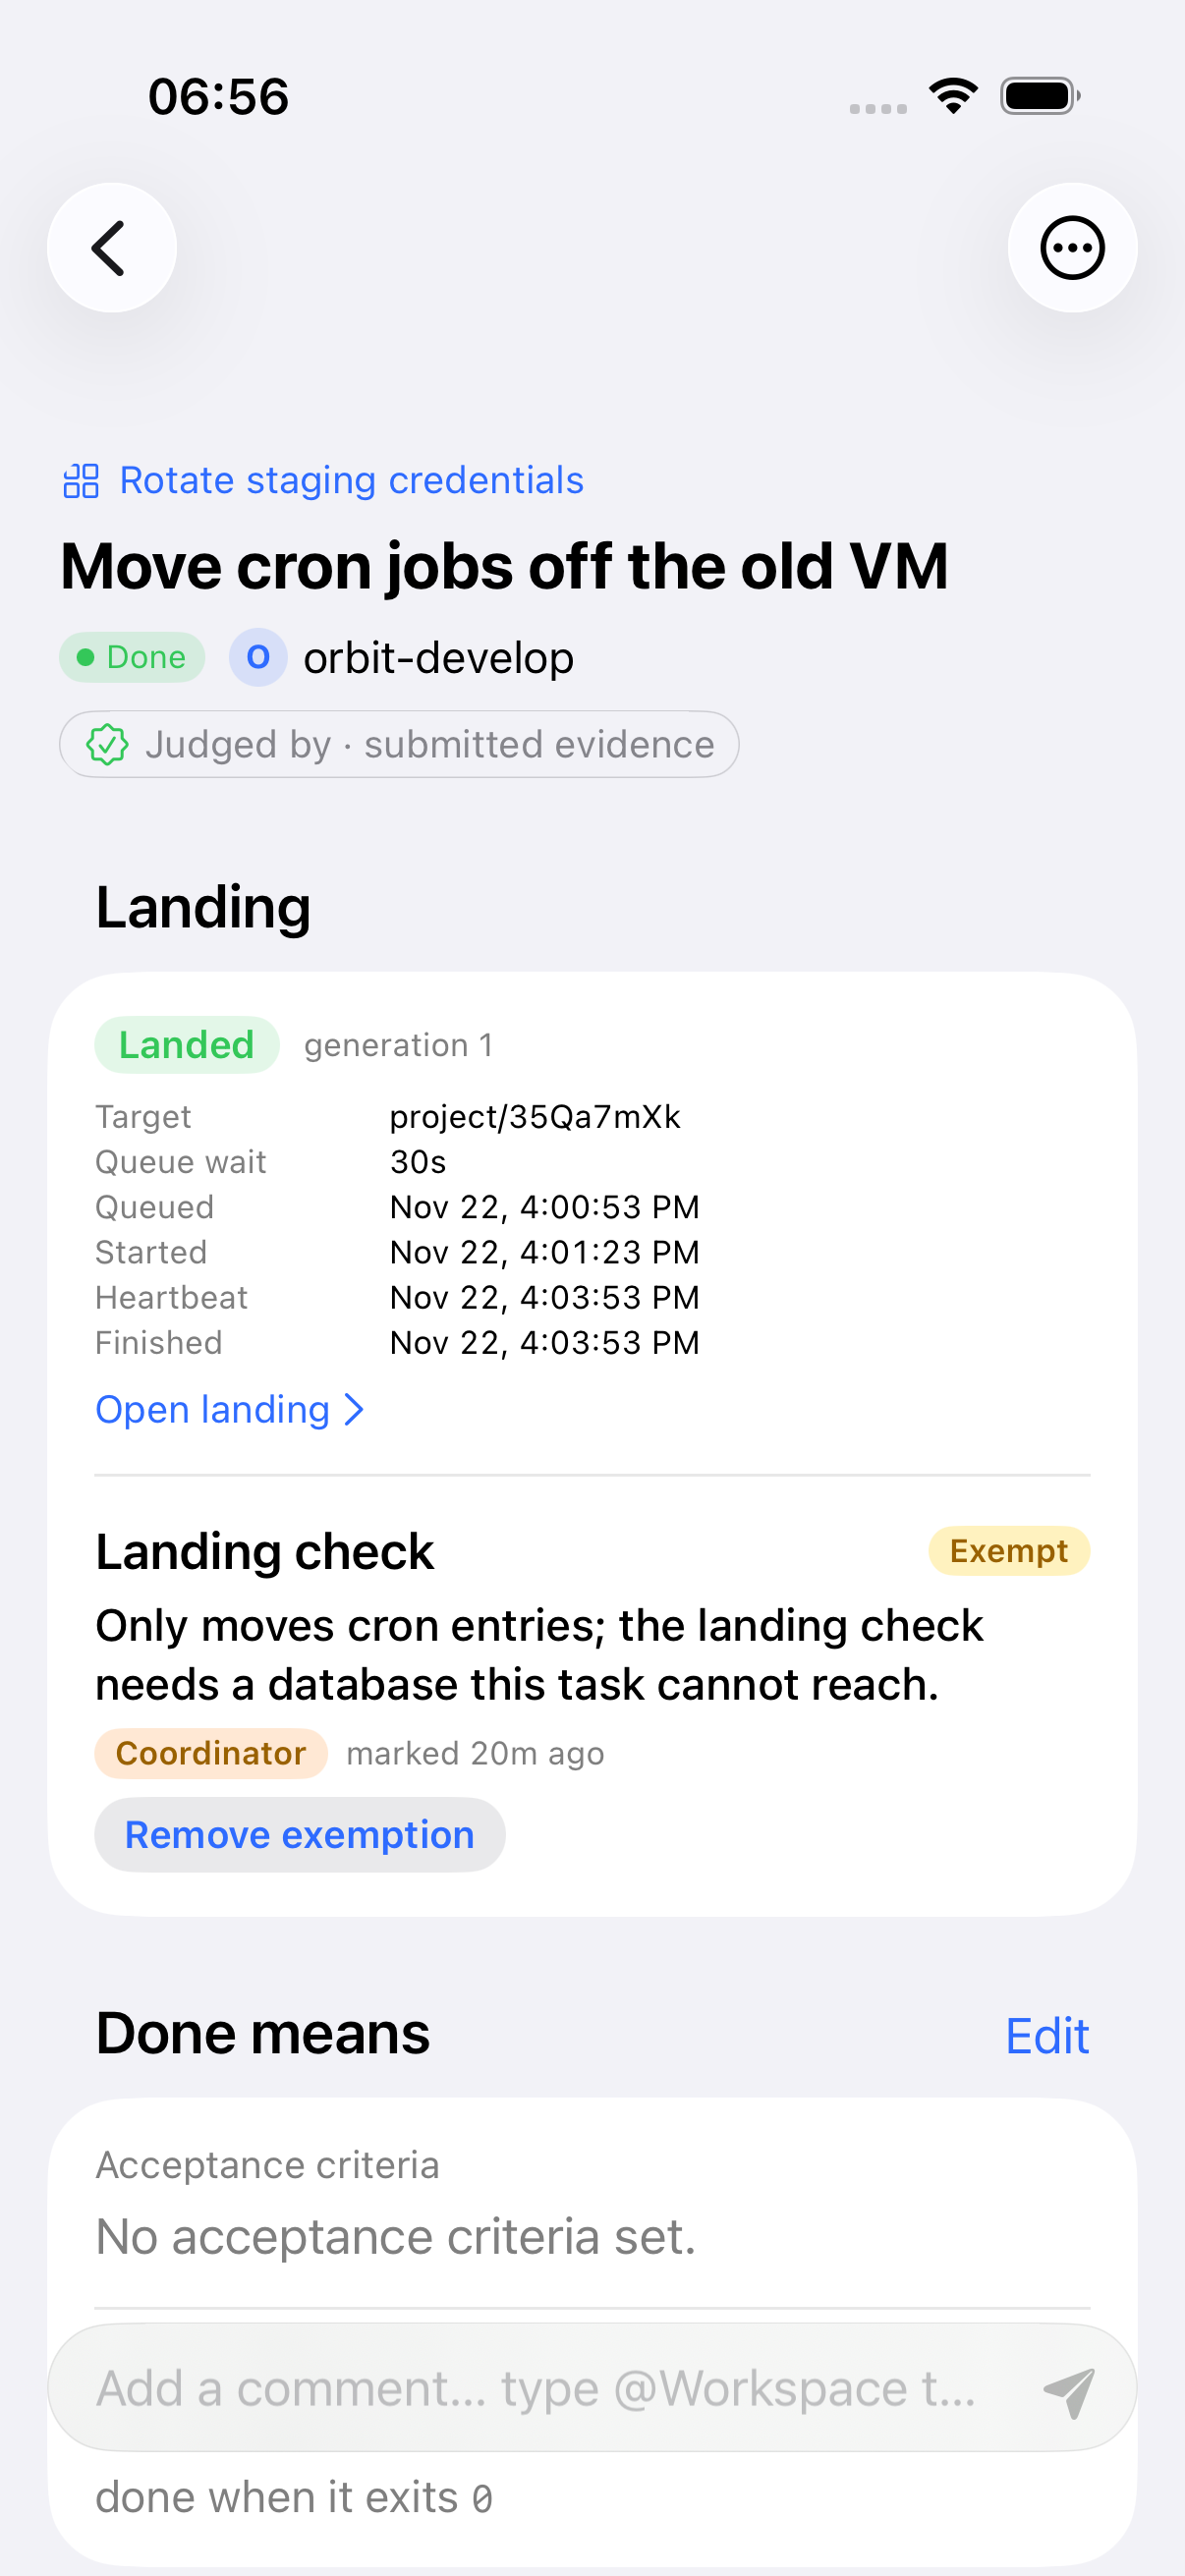 06:56
Rotate staging credentials
Move cron jobs off the old VM
Done O orbit-develop
Judged by · submitted evidence
Landing
Landed generation 1
Target project/35Qa7mXk
Queue wait 30s
Queued Nov 22, 4:00:53 PM
Started Nov 22, 4:01:23 PM
Heartbeat Nov 22, 4:03:53 PM
Finished Nov 22, 4:03:53 PM
Open landing
Landing check Exempt
Only moves cron entries; the landing check
needs a database this task cannot reach.
Coordinator marked 20m ago
Remove exemption
Done means Edit
Acceptance criteria
No acceptance criteria set.
Add a comment... type @Workspace t...
done when it exits 0